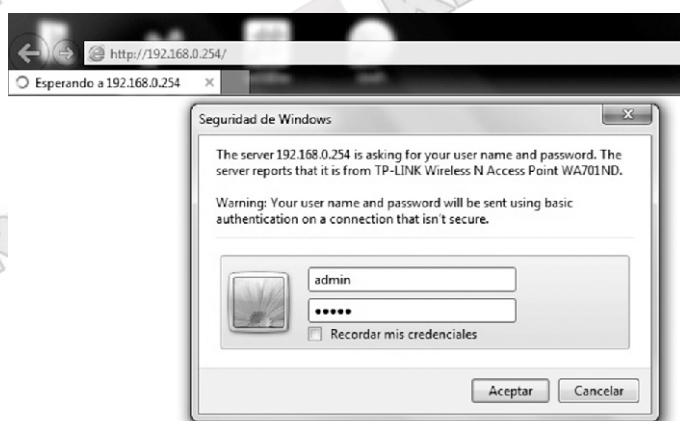 http://192.168.0.254/
Esperando a 192.168.0.254
Seguridad de Windows
The server 192.168.0.254 is asking for your user name and password. The
server reports that it is from TP-LINK Wireless N Access Point WA701ND.
Warning: Your user name and password will be sent using basic
authentication on a connection that isn't secure.
admin
•••••
Recordar mis credenciales
Aceptar
Cancelar